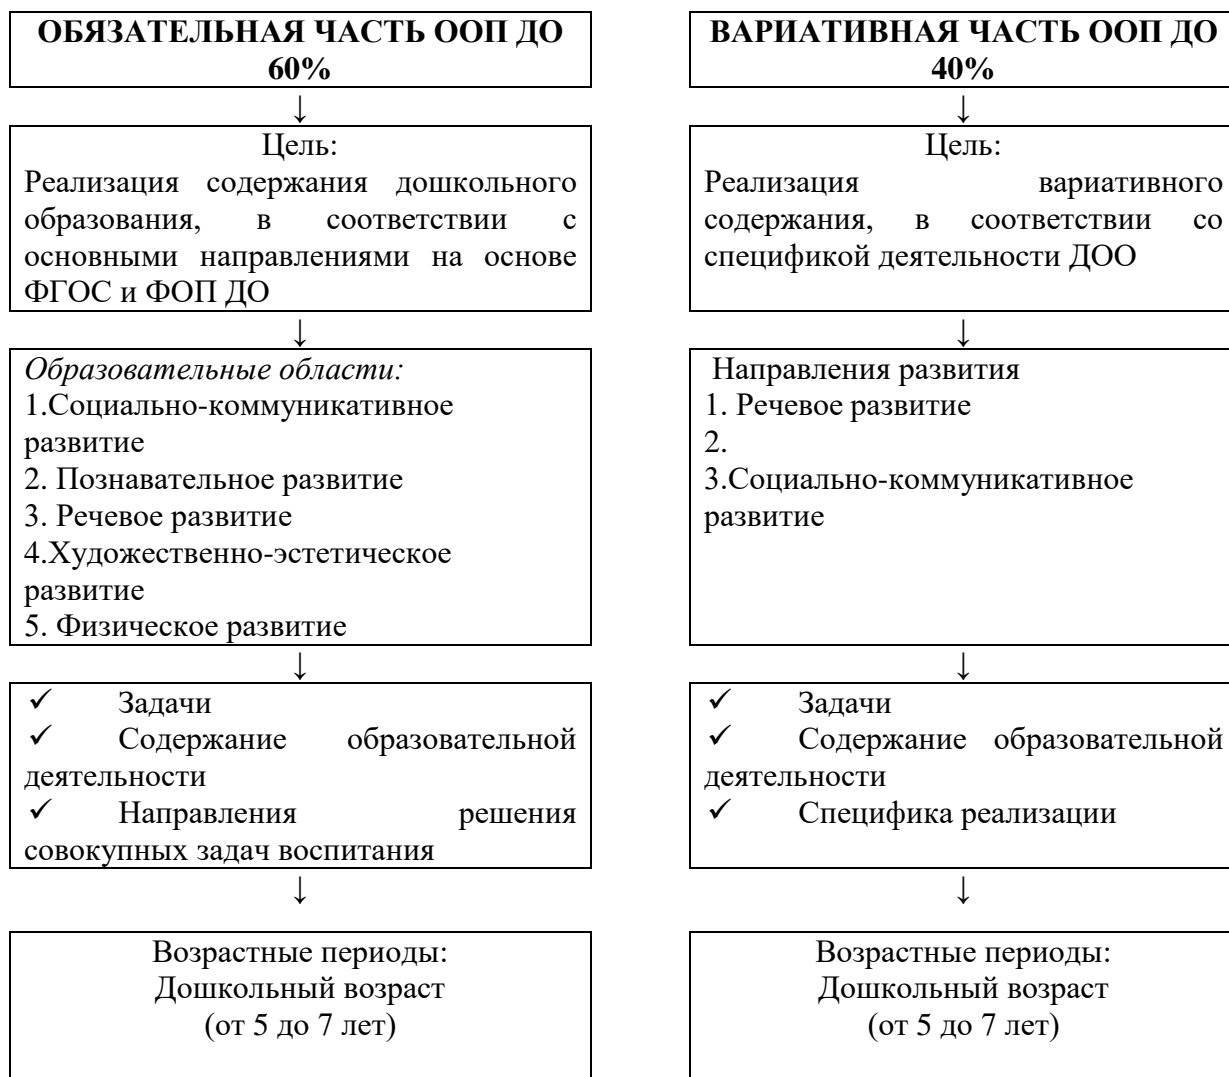 ОБЯЗАТЕЛЬНАЯ ЧАСТЬ ООП ДО
60%
↓
Цель:
Реализация содержания дошкольного
образования, в соответствии с
основными направлениями на основе
ФГОС и ФОП ДО
↓
Образовательные области:
1.Социально-коммуникативное
развитие
2. Познавательное развитие
3. Речевое развитие
4.Художественно-эстетическое
развитие
5. Физическое развитие
↓
✓ Задачи
✓ Содержание образовательной
деятельности
✓ Направления решения
совокупных задач воспитания
↓
Возрастные периоды:
Дошкольный возраст
(от 5 до 7 лет)
ВАРИАТИВНАЯ ЧАСТЬ ООП ДО
40%
↓
Цель:
Реализация вариативного
содержания, в соответствии со
спецификой деятельности ДОО
↓
Направления развития
1. Речевое развитие
2.
3.Социально-коммуникативное
развитие
↓
✓ Задачи
✓ Содержание образовательной
деятельности
✓ Специфика реализации
↓
Возрастные периоды:
Дошкольный возраст
(от 5 до 7 лет)